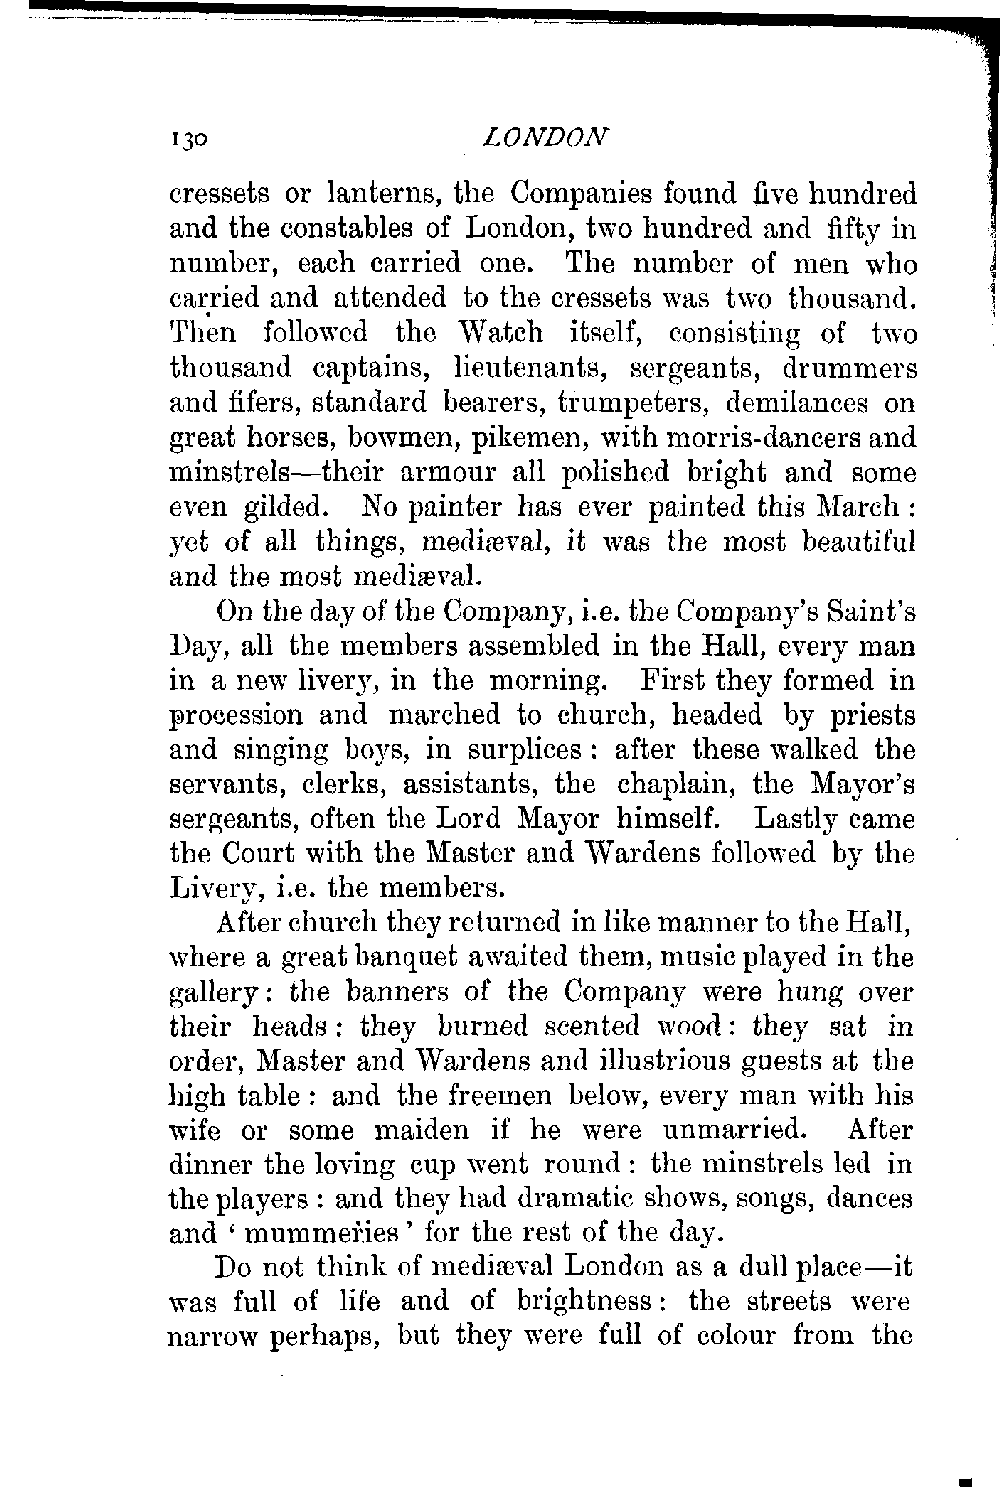 130 LONDON
cressets or lanterns, the Companies found five hundred
and the constables of London, two hundred and fifty in
number, each carried one. The number of men who
carried and attended to the cressets was two thousand.
Then followed the Watch itself, consisting of two
thousand captains, lieutenants, sergeants, drummers
and fifers, standard bearers, trumpeters, demilances on
great horses, bowmen, pikemen, with morris-dancers and
minstrels—their armour all polished bright and some
even gilded. No painter has ever painted this March :
yet of all things, mediæval, it was the most beautiful
and the most mediæval.
On the day of the Company, i.e. the Company's Saint's
Day, all the members assembled in the Hall, every man
in a new livery, in the morning. First they formed in
procession and marched to church, headed by priests
and singing boys, in surplices : after these walked the
servants, clerks, assistants, the chaplain, the Mayor's
sergeants, often the Lord Mayor himself. Lastly came
the Court with the Master and Wardens followed by the
Livery, i.e. the members.
After church they returned in like manner to the Hall,
where a great banquet awaited them, music played in the
gallery : the banners of the Company were hung over
their heads : they burned scented wood : they sat in
order, Master and Wardens and illustrious guests at the
high table : and the freemen below, every man with his
wife or some maiden if he were unmarried. After
dinner the loving cup went round : the minstrels led in
the players : and they had dramatic shows, songs, dances
and ‘ mummeries ’ for the rest of the day.
Do not think of mediæval London as a dull place—it
was full of life and of brightness : the streets were
narrow perhaps, but they were full of colour from the